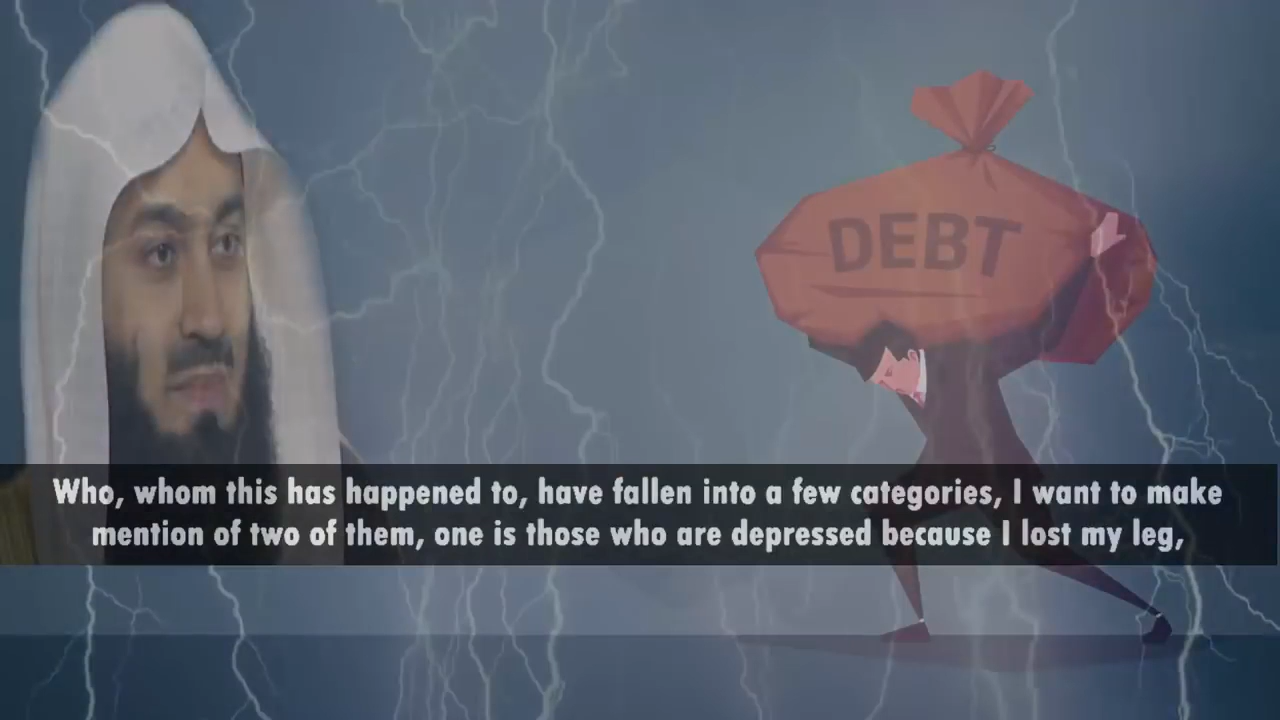 DEBT
Who, whom this has happened to, have fallen into a few categories, I want to make
mention of two of them, one is those who are depressed because I lost my leg,